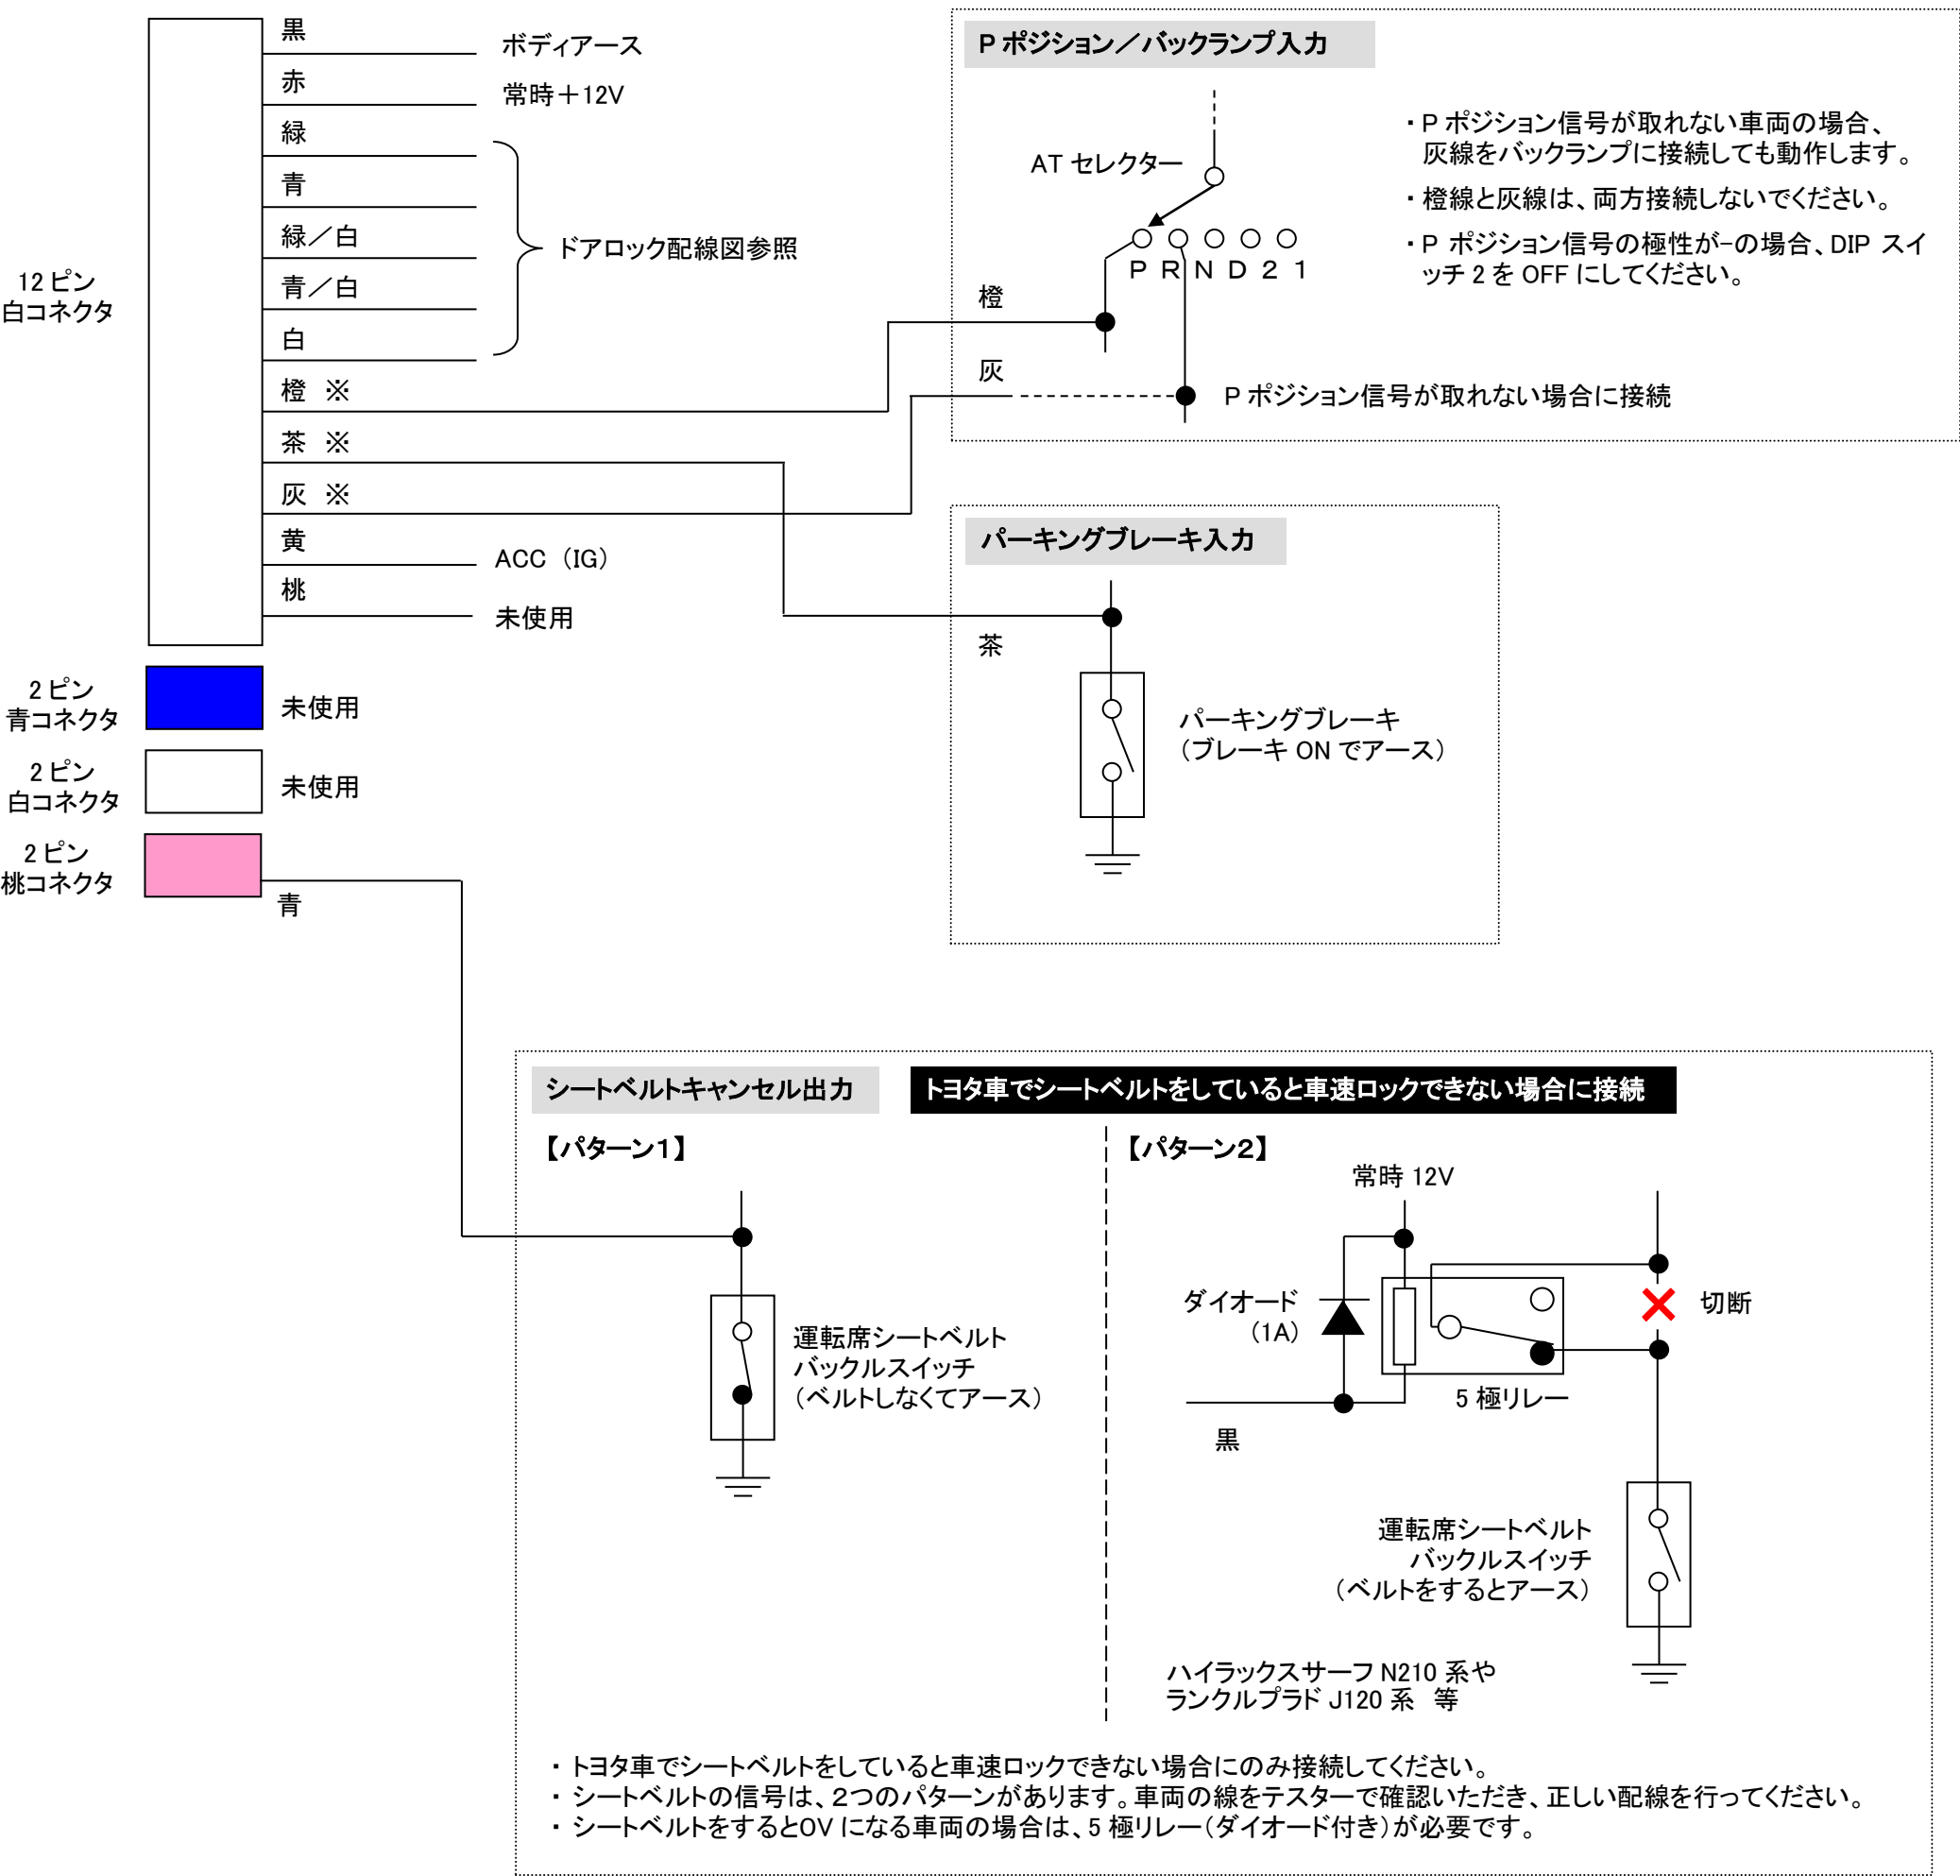 黒
ボディアース
赤
常時＋12V
緑
青
緑／白
青／白
白
ドアロック配線図参照
12 ピン
白コネクタ
橙 ※
茶 ※
灰 ※
黄
ACC （IG）
桃
未使用
2 ピン
青コネクタ
未使用
2 ピン
白コネクタ
未使用
2 ピン
桃コネクタ
青
P ポジション／バックランプ入力
AT セレクター
P R N D 2 1
橙
灰
P ポジション信号が取れない場合に接続
・P ポジション信号が取れない車両の場合、
灰線をバックランプに接続しても動作します。
・橙線と灰線は、両方接続しないでください。
・P ポジション信号の極性が−の場合、DIP スイ
ッチ 2 を OFF にしてください。
パーキングブレーキ入力
茶
パーキングブレーキ
（ブレーキ ON でアース）
シートベルトキャンセル出力
トヨタ車でシートベルトをしていると車速ロックできない場合に接続
【パターン１】
運転席シートベルト
バックルスイッチ
（ベルトしなくてアース）
【パターン２】
常時 12V
ダイオード
（1A）
切断
5 極リレー
黒
運転席シートベルト
バックルスイッチ
（ベルトをするとアース）
ハイラックスサーフ N210 系や
ランクルプラド J120 系 等
・ トヨタ車でシートベルトをしていると車速ロックできない場合にのみ接続してください。
・ シートベルトの信号は、２つのパターンがあります。車両の線をテスターで確認いただき、正しい配線を行ってください。
・ シートベルトをすると0V になる車両の場合は、5 極リレー（ダイオード付き）が必要です。